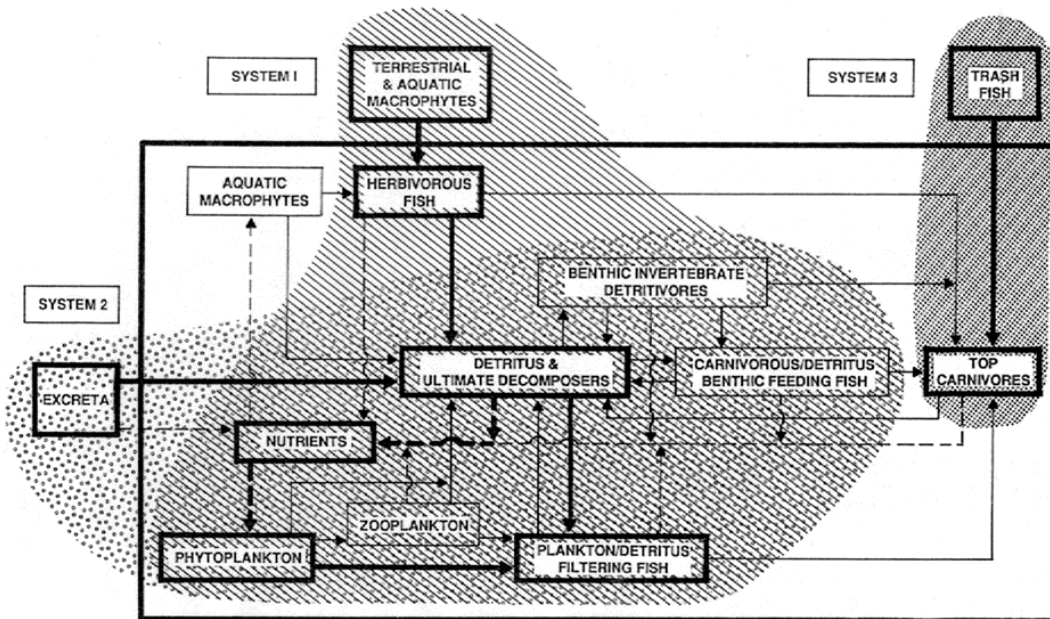 SYSTEM I
TERRESTRIAL
& AQUATIC
MACROPHYTES
SYSTEM 3
TRASH
FISH
AQUATIC
MACROPHYTES
HERBIVOROUS
FISH
BENTHIC INVERTEBRATE
DETRITIVORES
SYSTEM 2
DETRITUS &
ULTIMATE DECOMPOSERS
CARNIVOROUS/DETRITUS
BENTHIC FEEDING FISH
TOP
CARNIVORES
EXCRETA
NUTRIENTS
ZOOPLANKTON
PHYTOPLANKTON
PLANKTON/DETRITUS
FILTERING FISH